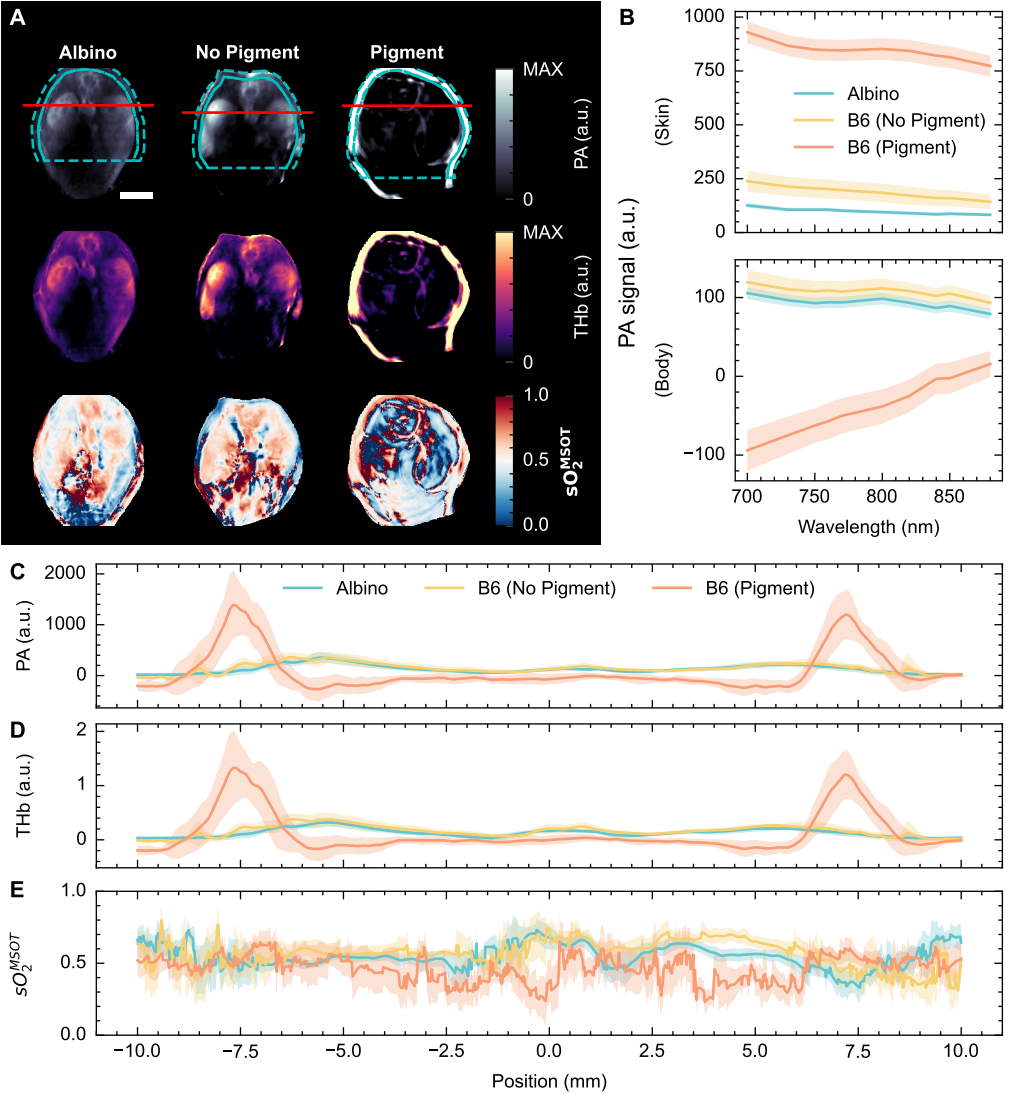 A
Albino
No Pigment
Pigment
MAX
0
PA (a.u.)
MAX
0
THb (a.u.)
1.0
0.5
0.0
sO₂ᴹˢᴼᵀ
B
1000
750
500
250
0
(Skin)
Albino
B6 (No Pigment)
B6 (Pigment)
PA signal (a.u.)
100
0
−100
(Body)
700
750
800
850
Wavelength (nm)
C
2000
1000
0
PA (a.u.)
Albino
B6 (No Pigment)
B6 (Pigment)
D
2
1
0
THb (a.u.)
E
1.0
0.5
0.0
sO₂ᴹˢᴼᵀ
−10.0
−7.5
−5.0
−2.5
0.0
2.5
5.0
7.5
10.0
Position (mm)